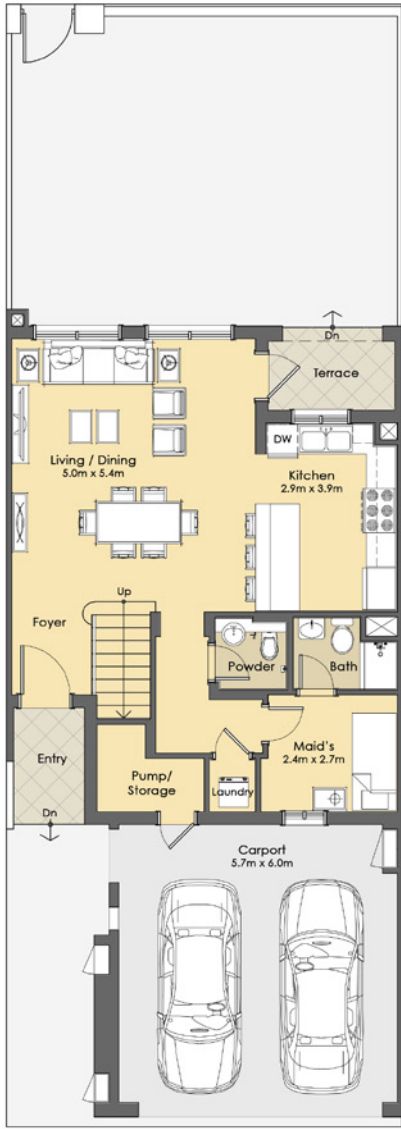 Dn
Terrace
DW
Living / Dining
5.0m x 5.4m
Kitchen
2.9m x 3.9m
Up
Foyer
Powder
Bath
Entry
Maid's
2.4m x 2.7m
Pump/
Storage
Laundry
Dn
Carport
5.7m x 6.0m